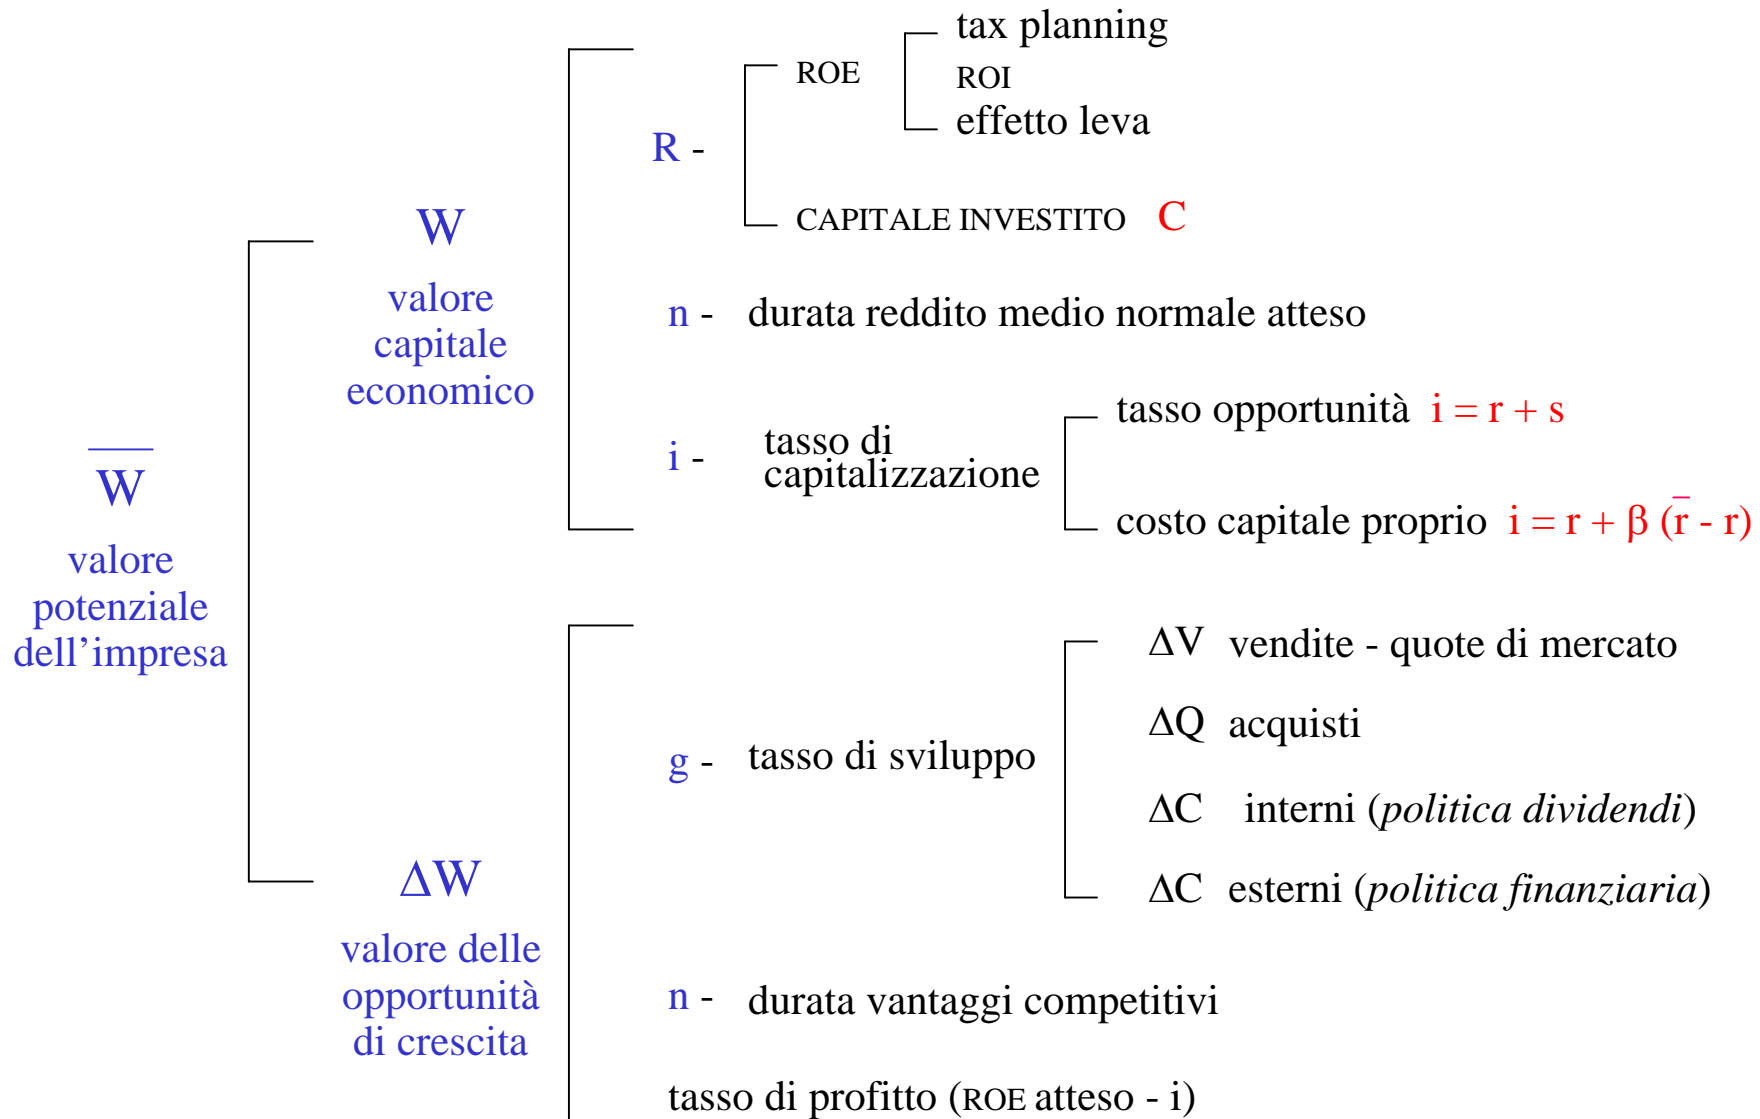 W̅
valore
potenziale
dell’impresa
W
valore
capitale
economico
R -
ROE
tax planning
ROI
effetto leva
CAPITALE INVESTITO C
n - durata reddito medio normale atteso
i - tasso di
capitalizzazione
tasso opportunità i = r + s
costo capitale proprio i = r + β (r̅ - r)
ΔW
valore delle
opportunità
di crescita
g - tasso di sviluppo
ΔV vendite - quote di mercato
ΔQ acquisti
ΔC interni (politica dividendi)
ΔC esterni (politica finanziaria)
n - durata vantaggi competitivi
tasso di profitto (ROE atteso - i)